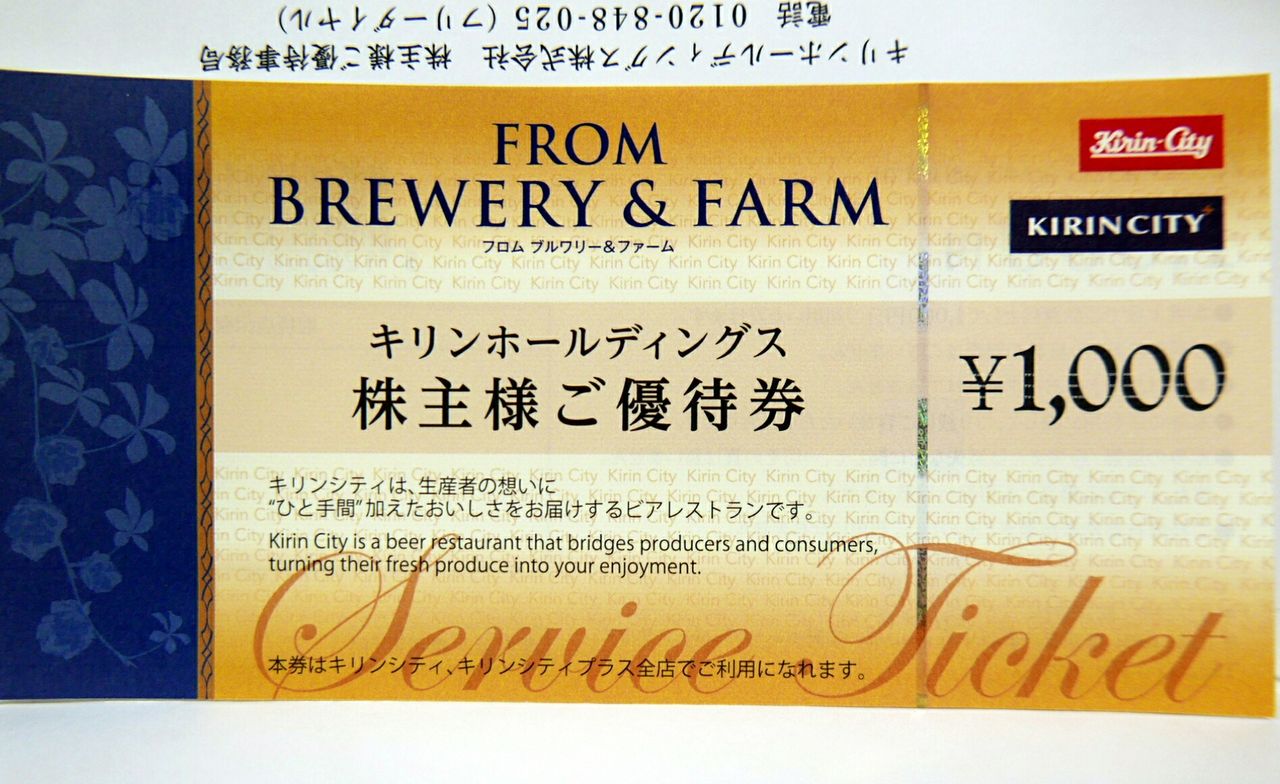 電話 0120-848-025 (フリーダイヤル)
キリンホールディングス株式会社 株主様ご優待事務局
FROM
BREWERY & FARM
フロム ブルワリー&ファーム
Kirin-City
KIRIN CITY
キリンホールディングス
株主様ご優待券
¥1,000
キリンシティは、生産者の想いに
“ひと手間”加えたおいしさをお届けするビアレストランです。
Kirin City is a beer restaurant that bridges producers and consumers,
turning their fresh produce into your enjoyment.
Service Ticket
本券はキリンシティ、キリンシティプラス全店でご利用になれます。